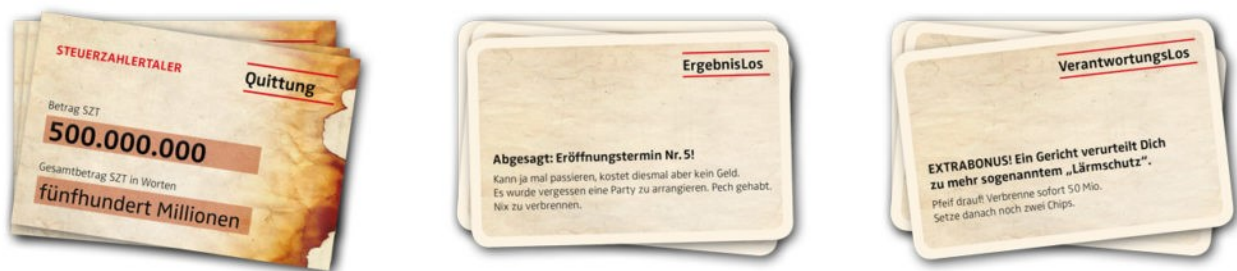 STEUERZAHLERTALER
Quittung
Betrag SZT
500.000.000
Gesamtbetrag SZT in Worten
fünfhundert Millionen
ErgebnisLos
Abgesagt: Eröffnungstermin Nr. 5!
Kann ja mal passieren, kostet diesmal aber kein Geld.
Es wurde vergessen eine Party zu arrangieren. Pech gehabt.
Nix zu verbrennen.
VerantwortungsLos
EXTRABONUS! Ein Gericht verurteilt Dich
zu mehr sogenanntem „Lärmschutz“.
Pfeif drauf! Verbrenne sofort 50 Mio.
Setze danach noch zwei Chips.